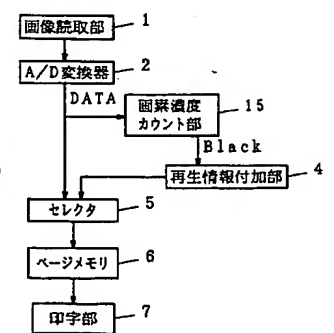 画像読取部 1
A/D変換器 2
DATA
画素濃度 15
カウント部
Black
再生情報付加部 4
セレクタ 5
ページメモリ 6
印字部 7